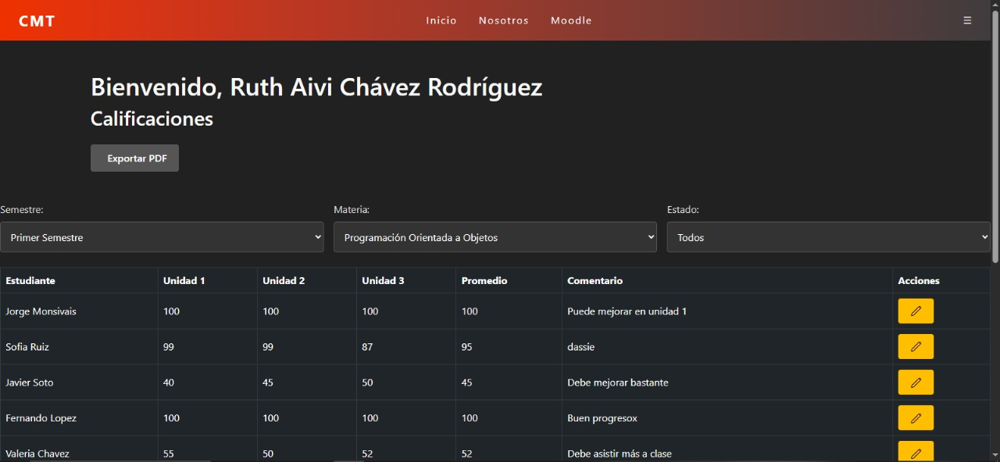 CMT Inicio Nosotros Moodle ☰
Bienvenido, Ruth Aivi Chávez Rodríguez
Calificaciones
Exportar PDF
Semestre: Materia: Estado:
Primer Semestre Programación Orientada a Objetos Todos
Estudiante Unidad 1 Unidad 2 Unidad 3 Promedio Comentario Acciones
Jorge Monsivais 100 100 100 100 Puede mejorar en unidad 1
Sofia Ruiz 99 99 87 95 dassie
Javier Soto 40 45 50 45 Debe mejorar bastante
Fernando Lopez 100 100 100 100 Buen progresox
Valeria Chavez 55 50 52 52 Debe asistir más a clase